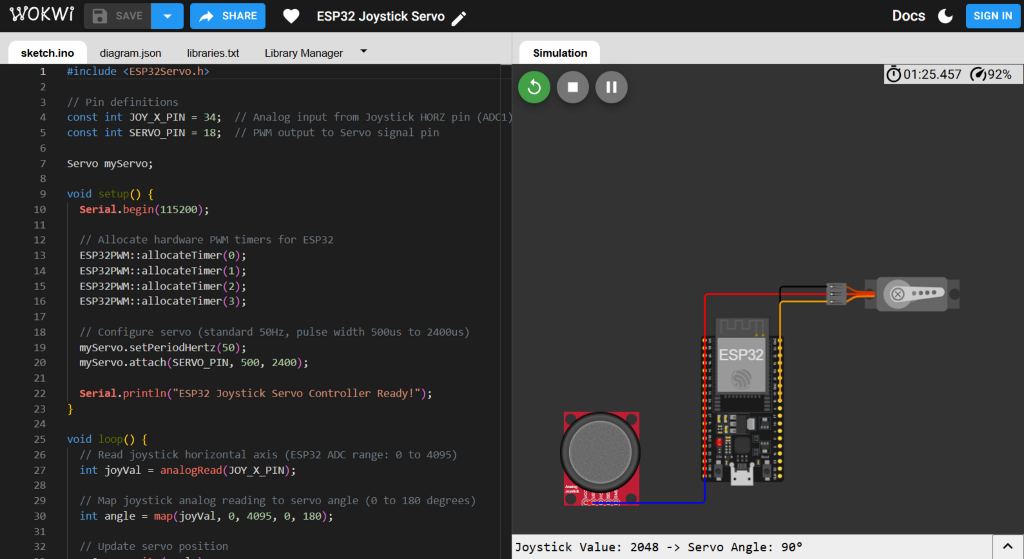 WOKWI
SAVE
SHARE
ESP32 Joystick Servo
Docs
SIGN IN
sketch.ino
diagram.json
libraries.txt
Library Manager
1 #include <ESP32Servo.h>
2
3 // Pin definitions
4 const int JOY_X_PIN = 34;  // Analog input from Joystick HORZ pin (ADC1)
5 const int SERVO_PIN = 18;  // PWM output to Servo signal pin
6
7 Servo myServo;
8
9 void setup() {
10   Serial.begin(115200);
11
12   // Allocate hardware PWM timers for ESP32
13   ESP32PWM::allocateTimer(0);
14   ESP32PWM::allocateTimer(1);
15   ESP32PWM::allocateTimer(2);
16   ESP32PWM::allocateTimer(3);
17
18   // Configure servo (standard 50Hz, pulse width 500us to 2400us)
19   myServo.setPeriodHertz(50);
20   myServo.attach(SERVO_PIN, 500, 2400);
21
22   Serial.println("ESP32 Joystick Servo Controller Ready!");
23 }
24
25 void loop() {
26   // Read joystick horizontal axis (ESP32 ADC range: 0 to 4095)
27   int joyVal = analogRead(JOY_X_PIN);
28
29   // Map joystick analog reading to servo angle (0 to 180 degrees)
30   int angle = map(joyVal, 0, 4095, 0, 180);
31
32   // Update servo position
Simulation
01:25.457
92%
ESP32
Analog
Joystick
Joystick Value: 2048 -> Servo Angle: 90°